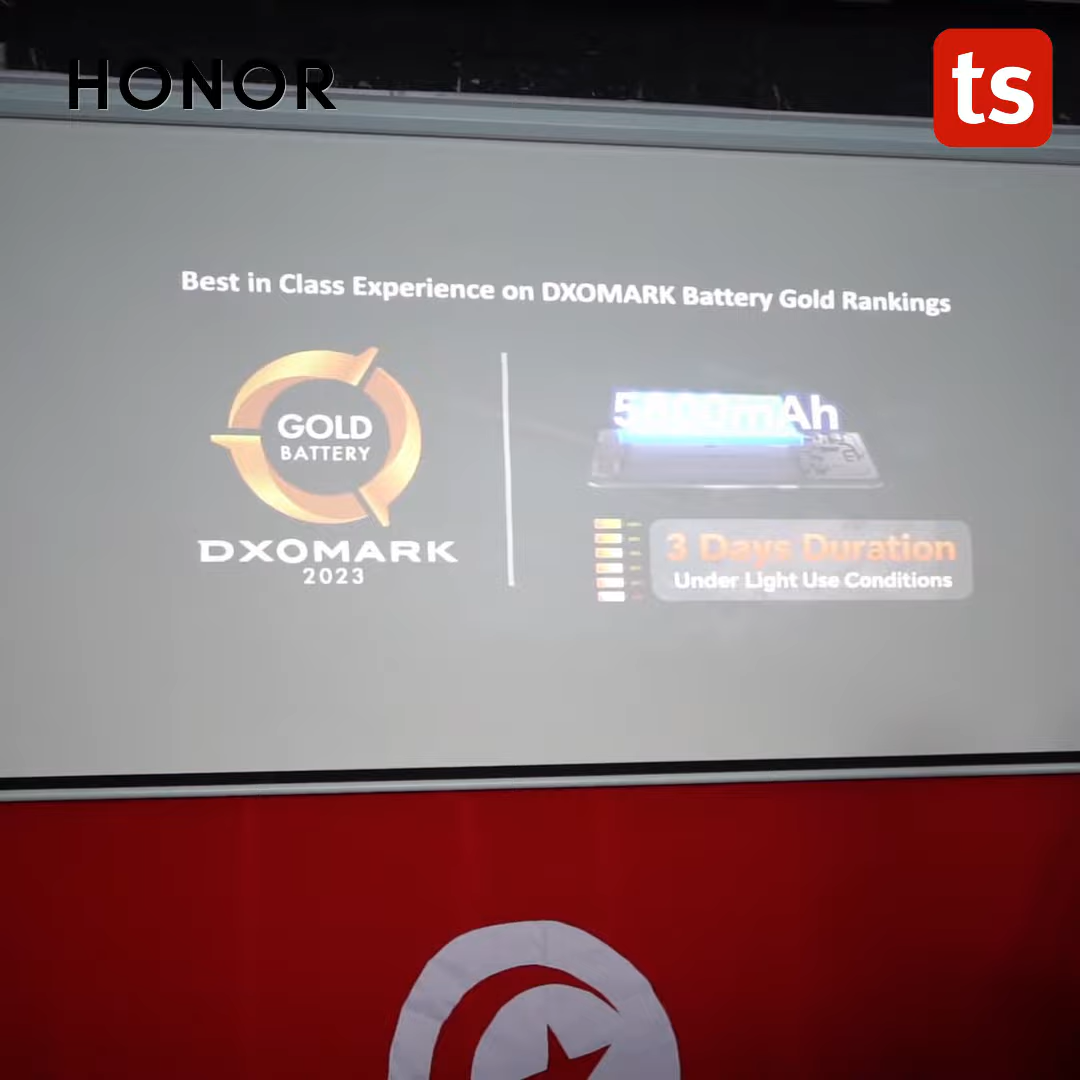 HONOR
ts
Best in Class Experience on DXOMARK Battery Gold Rankings
GOLD
BATTERY
DXOMARK
2023
3 Days Duration
Under Light Use Conditions